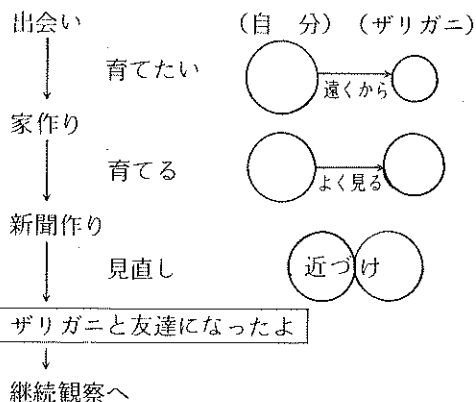 出会い
(自　分)　(ザリガニ)
育てたい
遠くから
家作り
育てる
よく見る
新聞作り
見直し
近づけ
ザリガニと友達になったよ
継続観察へ